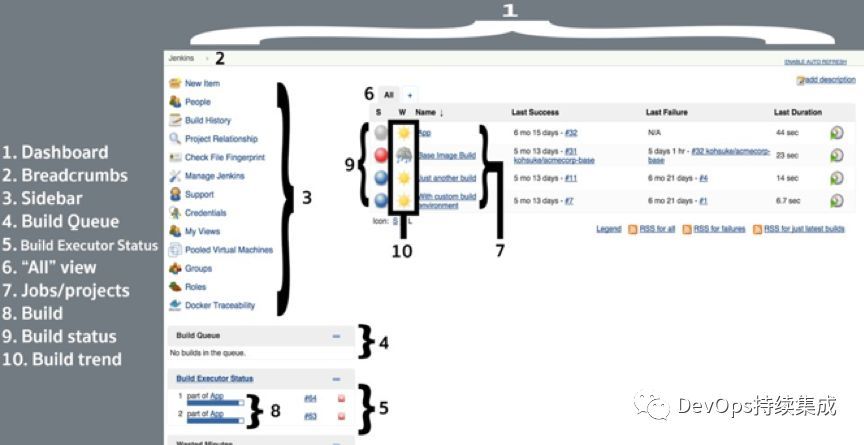 1
Jenkins
2
ENABLE AUTO REFRESH
add description
New Item
People
Build History
Project Relationship
Check File Fingerprint
Manage Jenkins
Support
Credentials
My Views
Pooled Virtual Machines
Groups
Roles
Docker Traceability
3
6
All +
S W Name ↓ Last Success Last Failure Last Duration
App 6 mo 15 days - #32 N/A 44 sec
Base Image Build 5 mo 13 days - #31 kohsuke/acmecorp-base 5 days 1 hr - #32 kohsuke/acmecorp-base 23 sec
Just another build 5 mo 13 days - #11 6 mo 21 days - #4 14 sec
With custom build environment 5 mo 13 days - #7 6 mo 21 days - #1 6.7 sec
9
Icon: S L
10
7
Legend RSS for all RSS for failures RSS for just latest builds
1. Dashboard
2. Breadcrumbs
3. Sidebar
4. Build Queue
5. Build Executor Status
6. “All” view
7. Jobs/projects
8. Build
9. Build status
10. Build trend
Build Queue
No builds in the queue.
4
Build Executor Status
1 part of App #64
2 part of App #63
8
5
DevOps持续集成